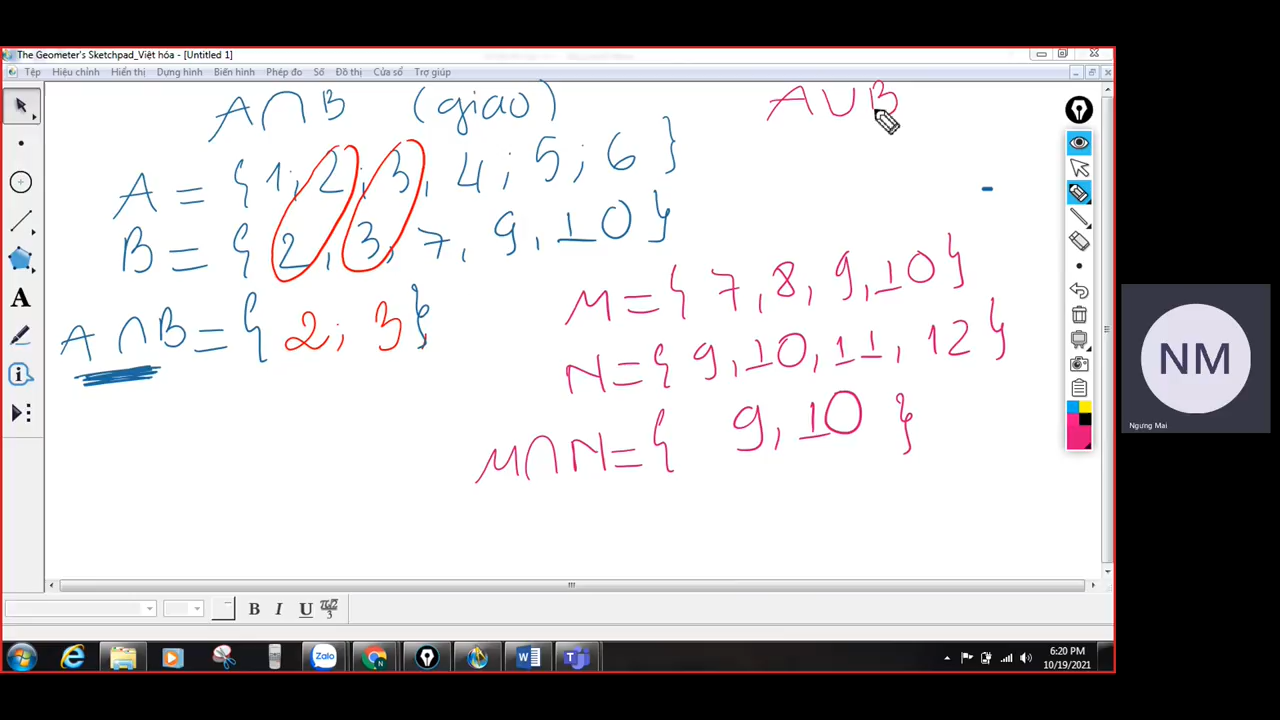 The Geometer's Sketchpad_Việt hóa - [Untitled 1]
Tệp Hiệu chỉnh Hiển thị Dựng hình Biến hình Phép đo Số Đồ thị Cửa sổ Trợ giúp
A∩B (giao)
A∪B
A = {1; 2; 3, 4; 5; 6}
B = {2, 3, 7, 9, 10}
A∩B = {2; 3}
M = {7, 8, 9, 10}
N = {9, 10, 11, 12}
M∩N = {9, 10}
NM
Ngưng Mai
B I U
Zalo
6:20 PM
10/19/2021